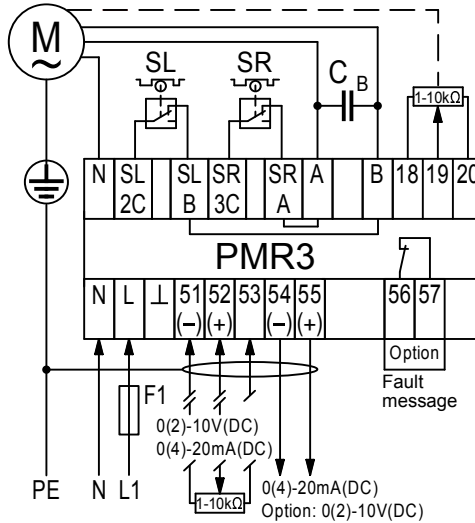 M
~
SL SR C B 1-10kΩ
N SL 2C SL B SR 3C SR A A B 18 19 20
PMR3
N L ⊥ 51 (−) 52 (+) 53 54 (−) 55 (+) 56 57
Option
Fault
message
F1
0(2)-10V(DC)
0(4)-20mA(DC)
1-10kΩ
PE N L1
0(4)-20mA(DC)
Option: 0(2)-10V(DC)